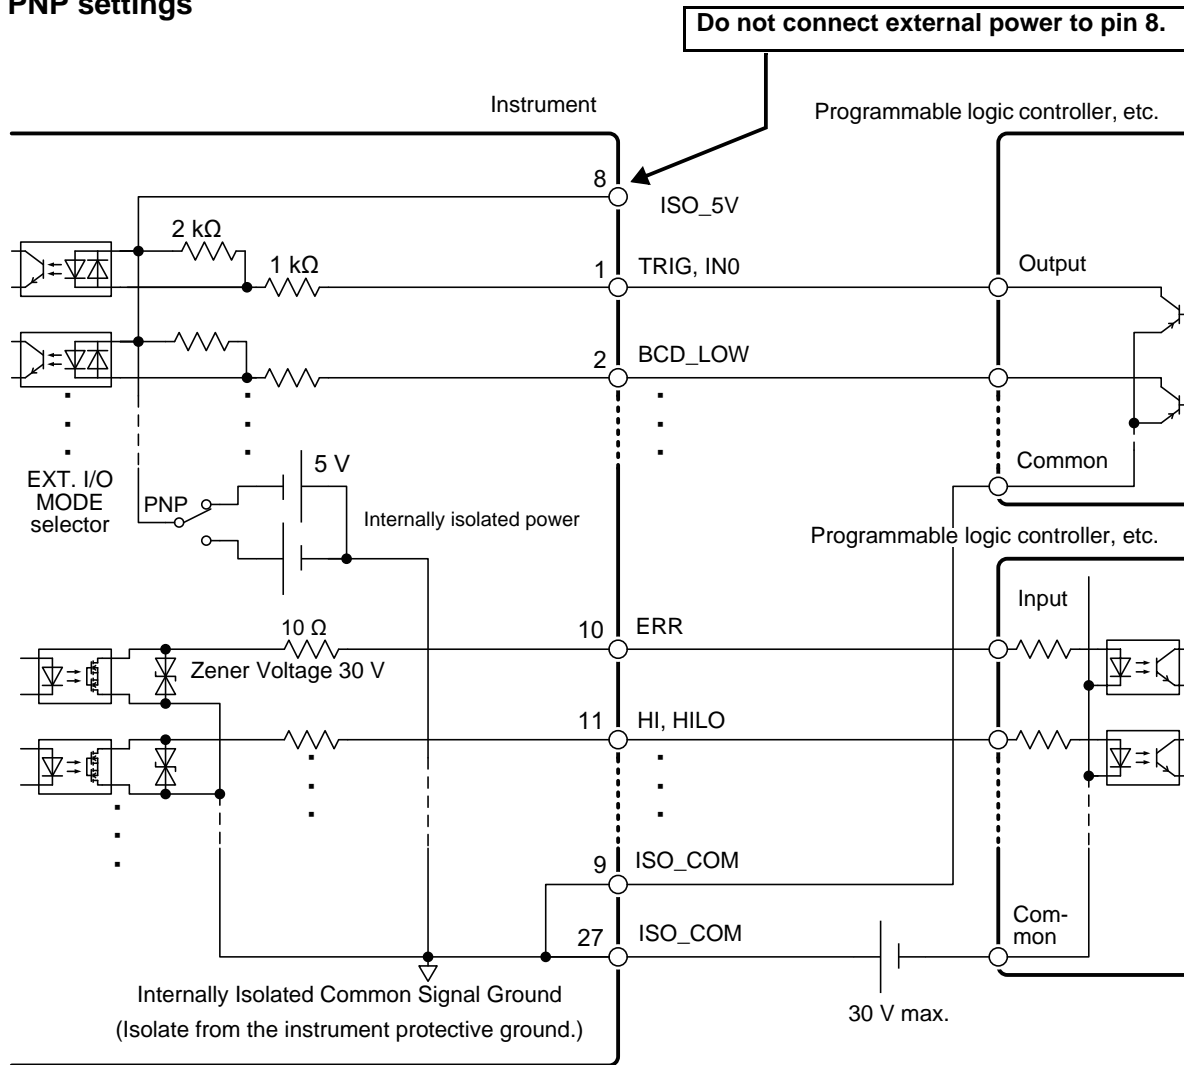 PNP settings
Do not connect external power to pin 8.
Instrument
Programmable logic controller, etc.
8
ISO_5V
2 kΩ
1 kΩ
1
TRIG, IN0
Output
2
BCD_LOW
Common
EXT. I/O
MODE
selector
PNP
5 V
Internally isolated power
Programmable logic controller, etc.
Input
10 Ω
10
ERR
Zener Voltage 30 V
11
HI, HILO
9
ISO_COM
27
ISO_COM
Com-
mon
Internally Isolated Common Signal Ground
(Isolate from the instrument protective ground.)
30 V max.